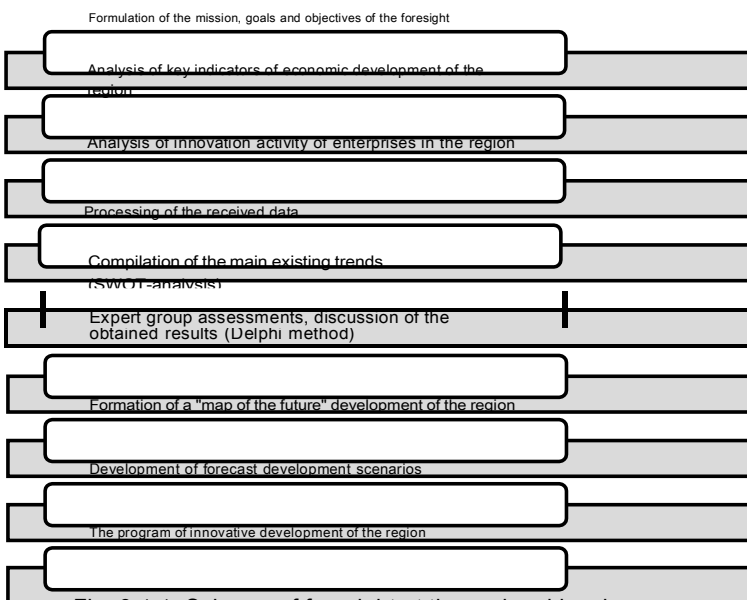 Formulation of the mission, goals and objectives of the foresight
Analysis of key indicators of economic development of the
region
Analysis of innovation activity of enterprises in the region
Processing of the received data
Compilation of the main existing trends
(SWOT-analysis)
Expert group assessments, discussion of the
obtained results (Delphi method)
Formation of a "map of the future" development of the region
Development of forecast development scenarios
The program of innovative development of the region